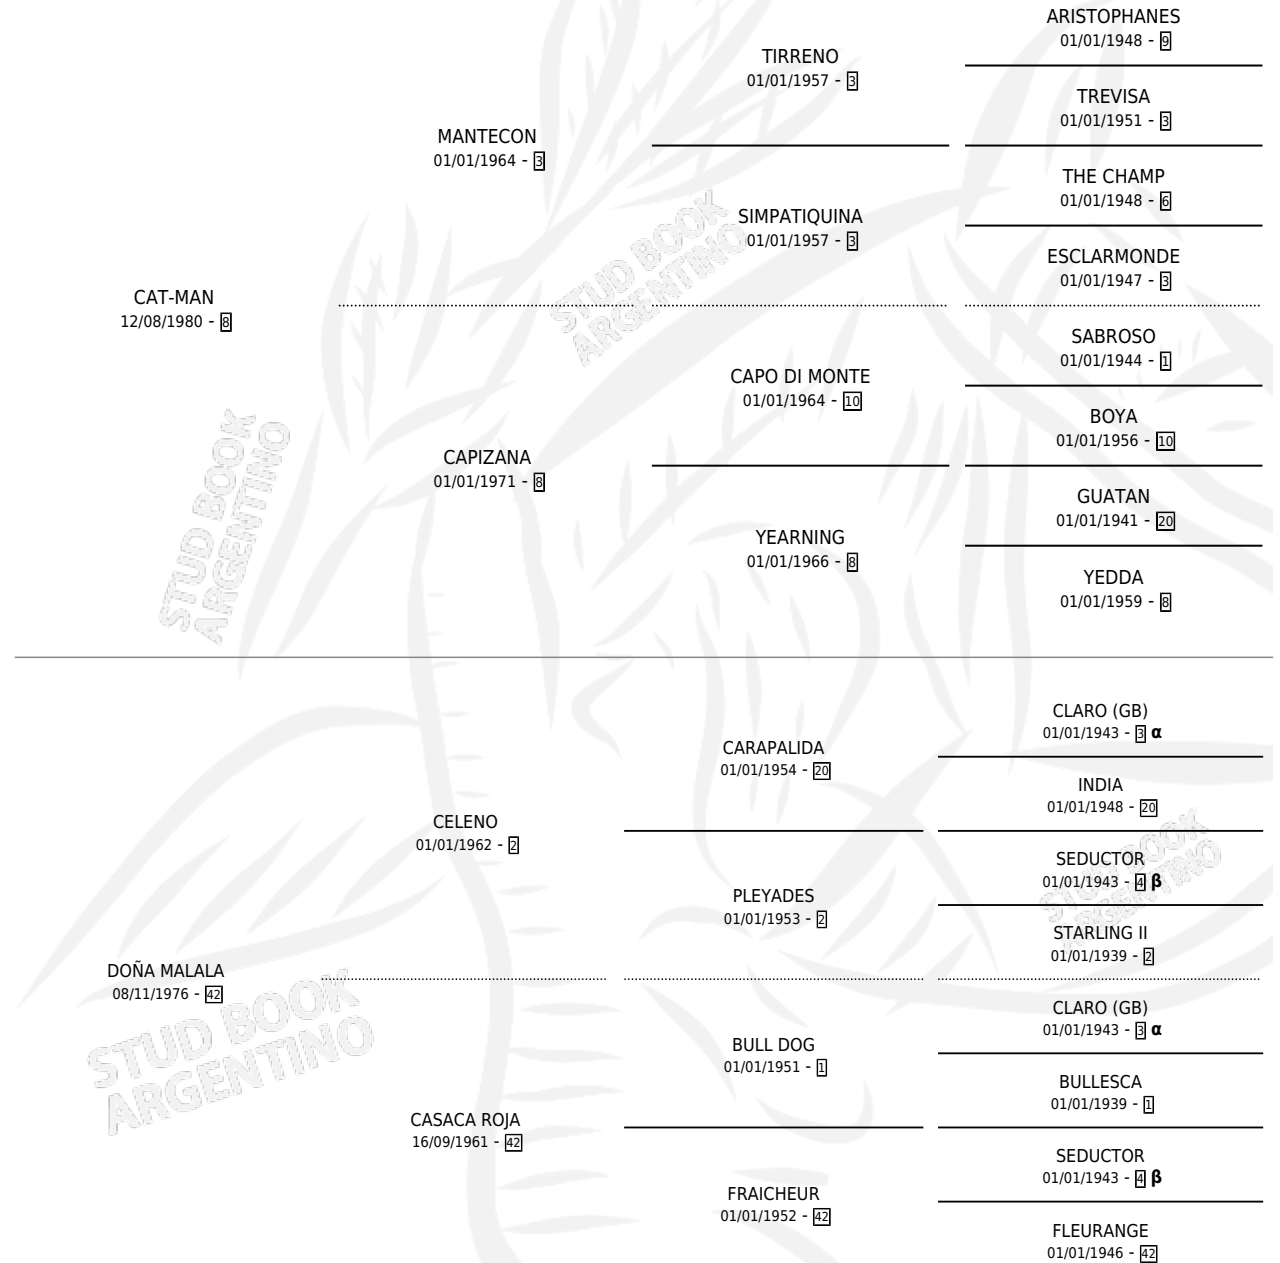 ARISTOPHANES
01/01/1948 - 9
TIRRENO
01/01/1957 - 3
TREVISA
01/01/1951 - 3
MANTECON
01/01/1964 - 3
THE CHAMP
01/01/1948 - 6
SIMPATIQUINA
01/01/1957 - 3
ESCLARMONDE
01/01/1947 - 3
CAT-MAN
12/08/1980 - 8
SABROSO
01/01/1944 - 1
CAPO DI MONTE
01/01/1964 - 10
BOYA
01/01/1956 - 10
CAPIZANA
01/01/1971 - 8
GUATAN
01/01/1941 - 20
YEARNING
01/01/1966 - 8
YEDDA
01/01/1959 - 8
CLARO (GB)
01/01/1943 - 3 α
CARAPALIDA
01/01/1954 - 20
INDIA
01/01/1948 - 20
CELENO
01/01/1962 - 2
SEDUCTOR
01/01/1943 - 4 β
PLEYADES
01/01/1953 - 2
STARLING II
01/01/1939 - 2
DOÑA MALALA
08/11/1976 - 42
CLARO (GB)
01/01/1943 - 3 α
BULL DOG
01/01/1951 - 1
BULLESCA
01/01/1939 - 1
CASACA ROJA
16/09/1961 - 42
SEDUCTOR
01/01/1943 - 4 β
FRAICHEUR
01/01/1952 - 42
FLEURANGE
01/01/1946 - 42
STUD BOOK
ARGENTINO
STUD BOOK
ARGENTINO
STUD BOOK
ARGENTINO
STUD BOOK
ARGENTINO